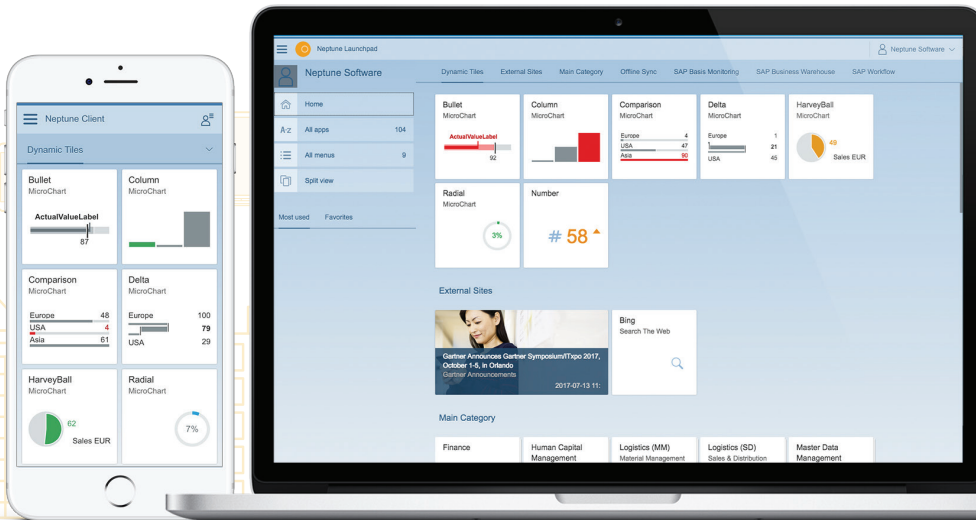 Neptune Client
Dynamic Tiles
Bullet
MicroChart
ActualValueLabel
87
Column
MicroChart
Comparison
MicroChart
Europe 48
USA 4
Asia 61
Delta
MicroChart
Europe 100
79
USA 29
HarveyBall
MicroChart
62
Sales EUR
Radial
MicroChart
7%
Neptune Launchpad
Neptune Software
Neptune Software
Home
A-z All apps 104
All menus 9
Split view
Most used Favorites
Dynamic Tiles External Sites Main Category Offline Sync SAP Basis Monitoring SAP Business Warehouse SAP Workflow
Bullet
MicroChart
ActualValueLabel
92
Column
MicroChart
Comparison
MicroChart
Europe 4
USA 47
Asia 90
Delta
MicroChart
Europe 1
21
USA 45
HarveyBall
MicroChart
49
Sales EUR
Radial
MicroChart
3%
Number
# 58
External Sites
Gartner Announces Gartner Symposium/ITxpo 2017,
October 1-5, in Orlando
Gartner Announcements
2017-07-13 11:
Bing
Search The Web
Main Category
Finance
Human Capital
Management
Logistics (MM)
Material Management
Logistics (SD)
Sales & Distribution
Master Data
Management